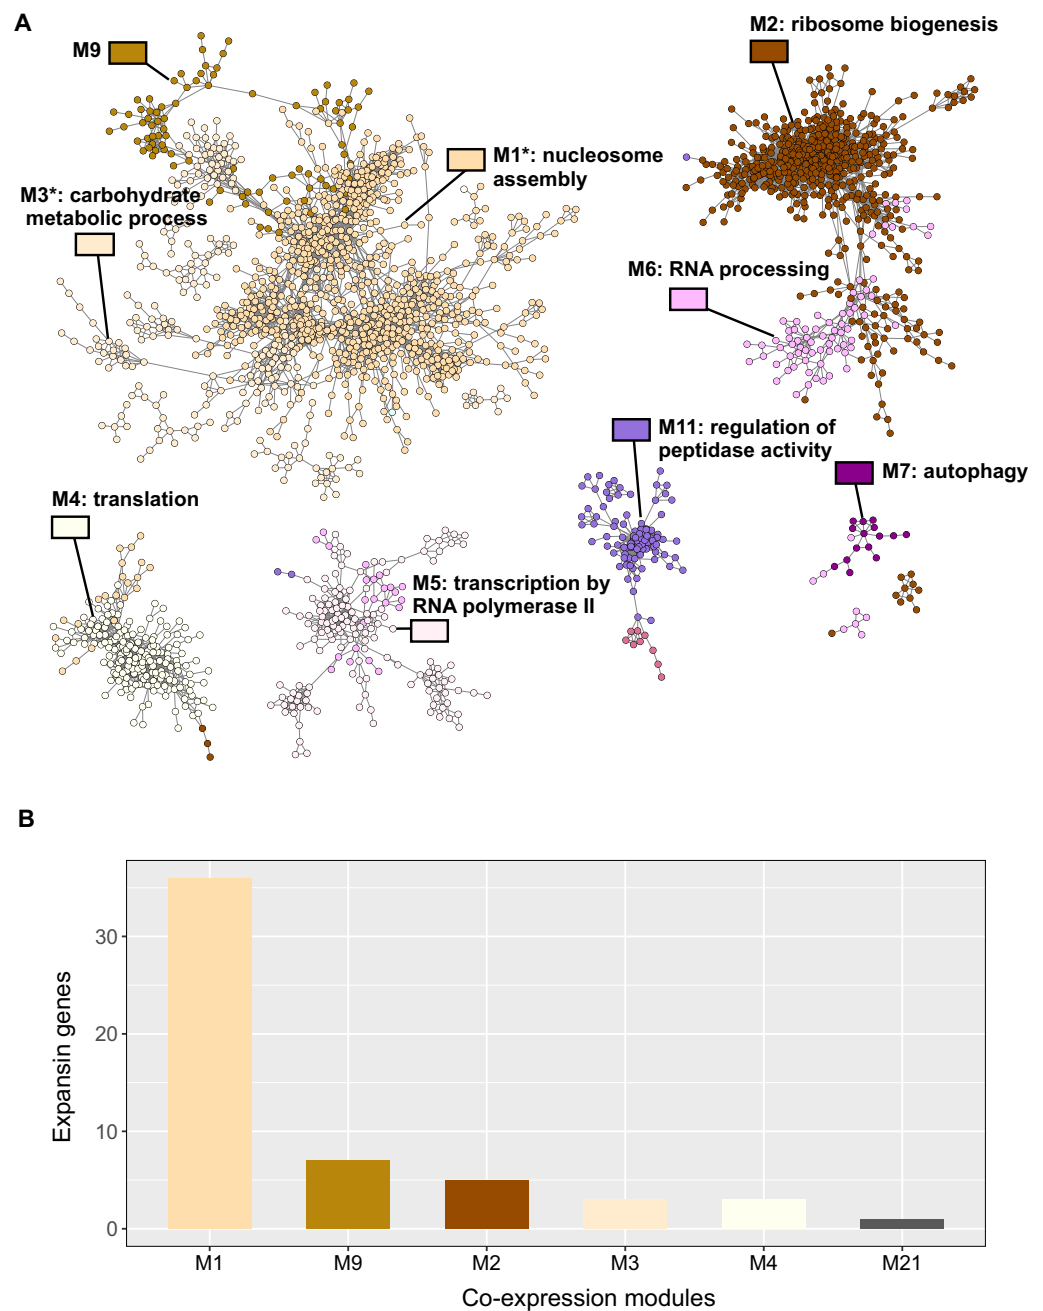 A
M9
M2: ribosome biogenesis
M1*: nucleosome
assembly
M3*: carbohydrate
metabolic process
M6: RNA processing
M11: regulation of
peptidase activity
M7: autophagy
M4: translation
M5: transcription by
RNA polymerase II
B
Expansin genes
30
20
10
0
M1 M9 M2 M3 M4 M21
Co-expression modules